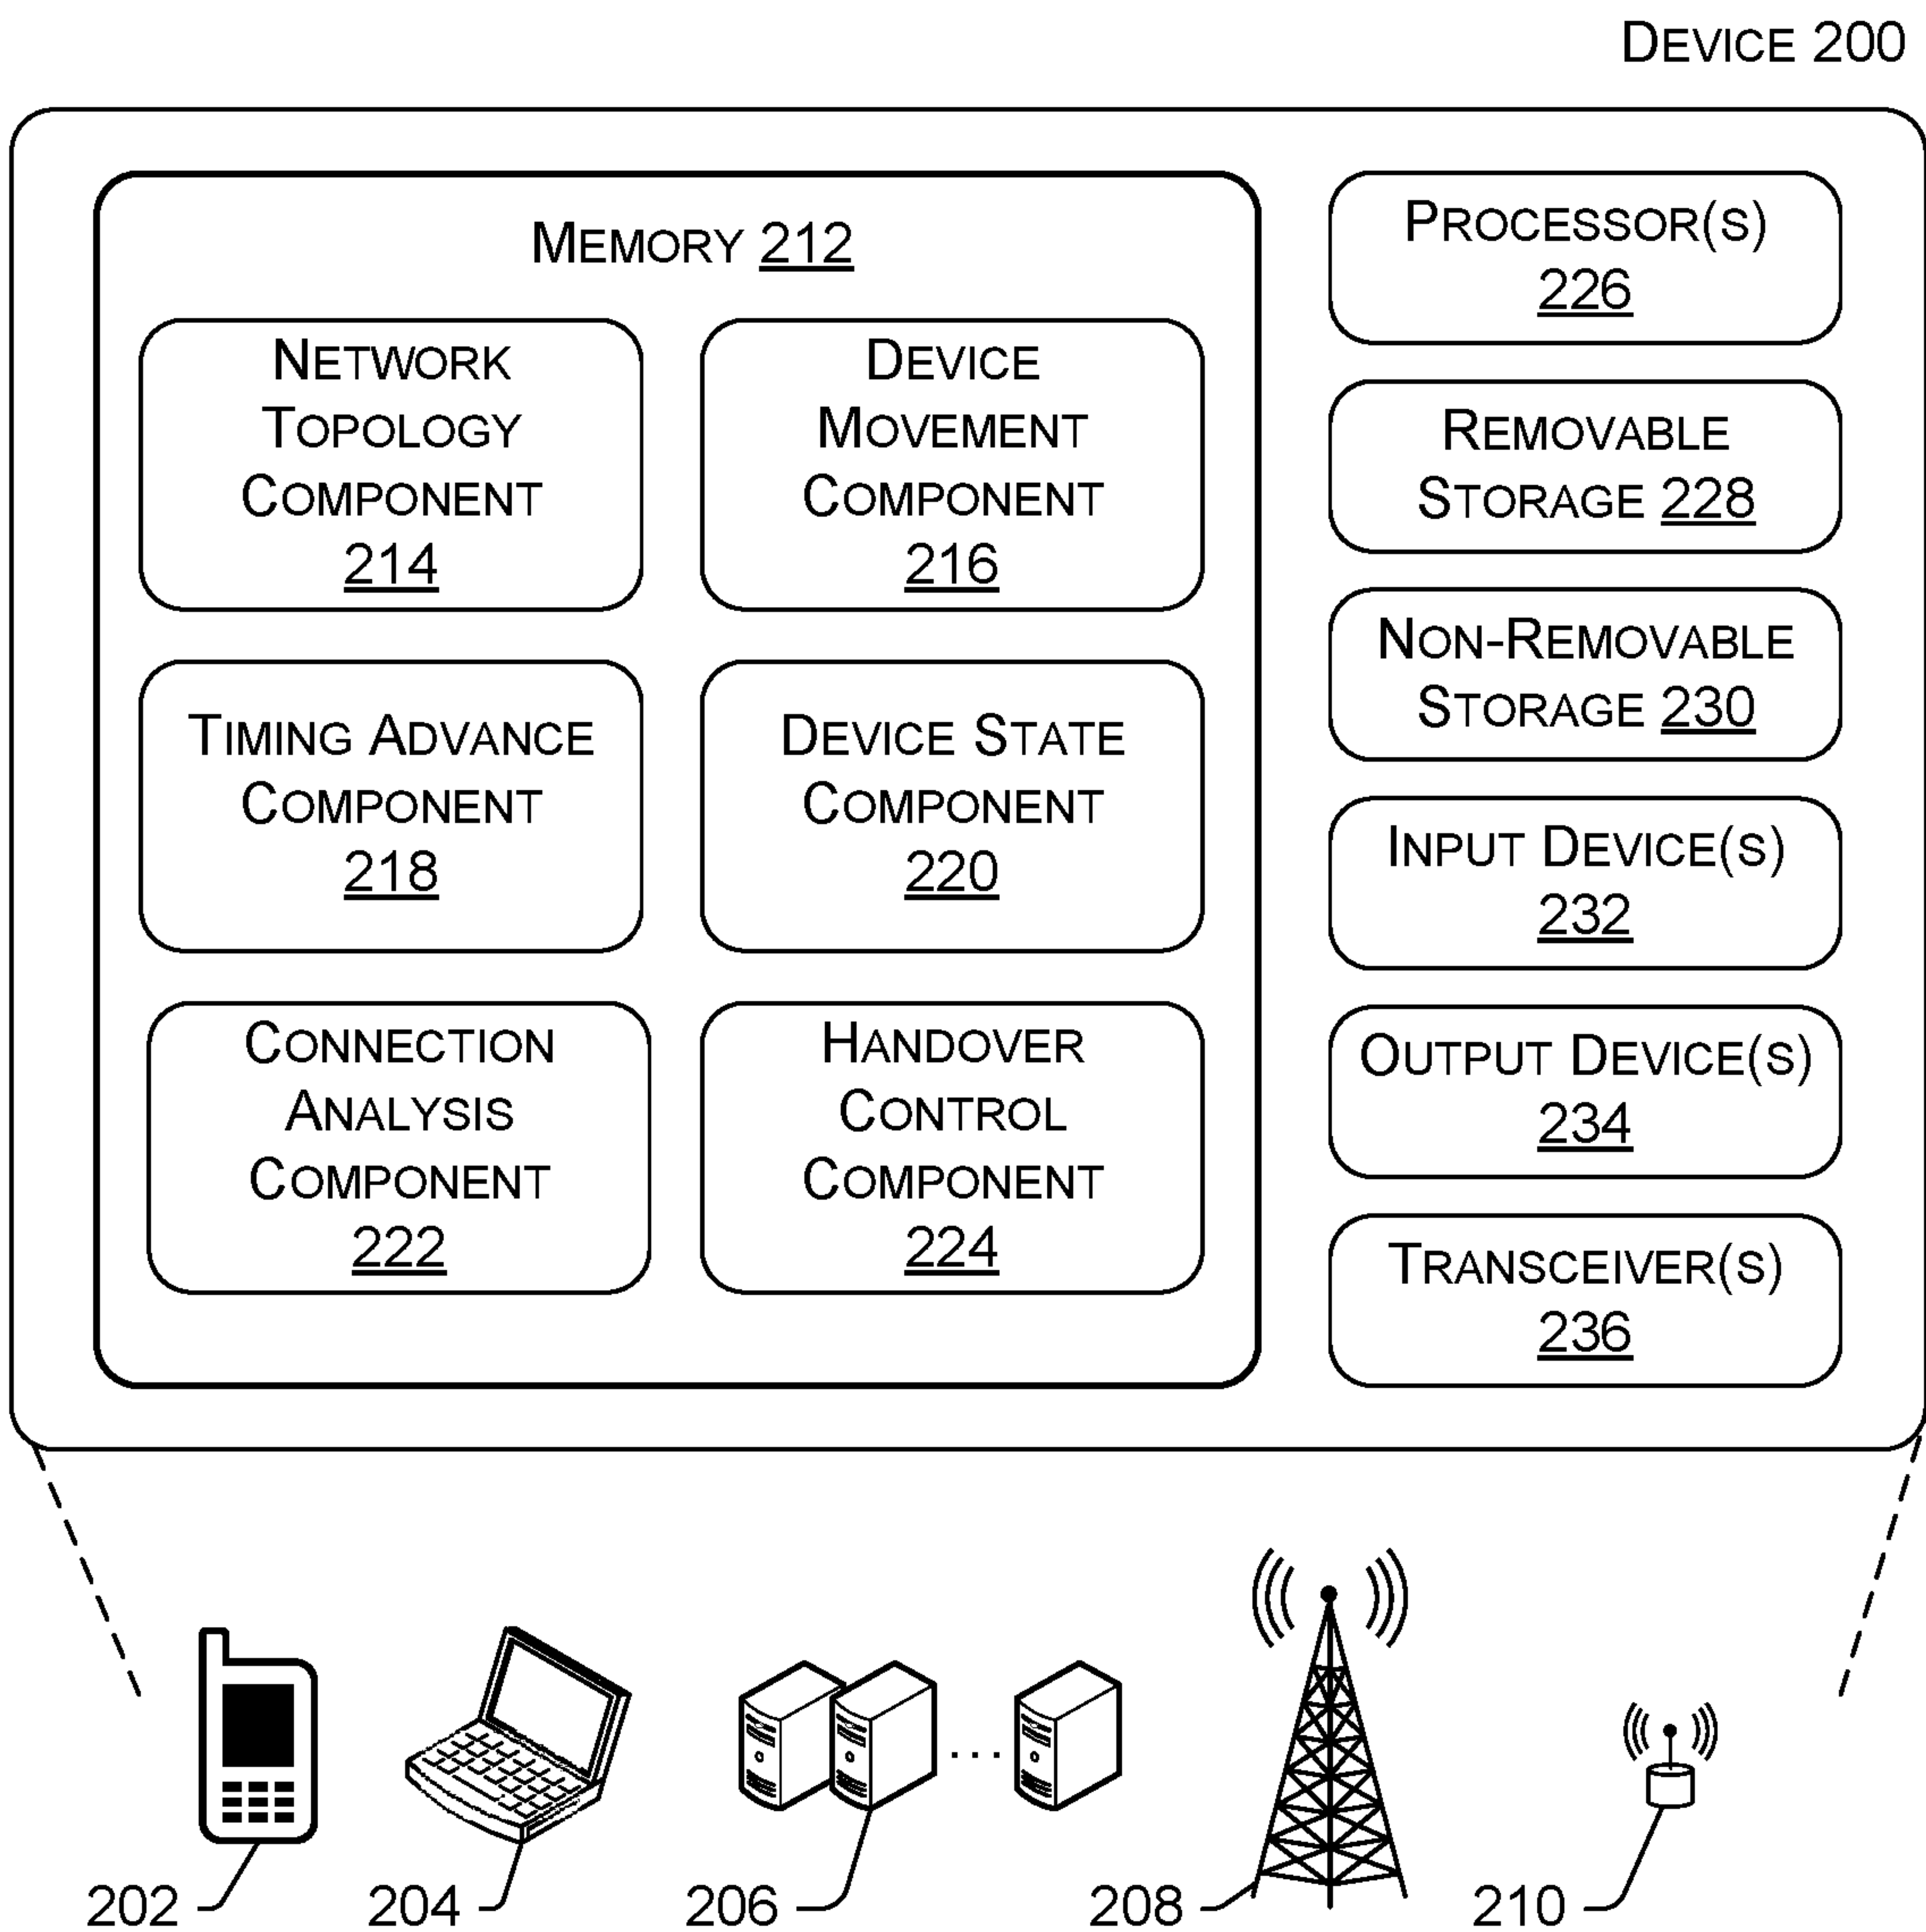 DEVICE 200
MEMORY 212
NETWORK
TOPOLOGY
COMPONENT
214
DEVICE
MOVEMENT
COMPONENT
216
TIMING ADVANCE
COMPONENT
218
DEVICE STATE
COMPONENT
220
CONNECTION
ANALYSIS
COMPONENT
222
HANDOVER
CONTROL
COMPONENT
224
PROCESSOR(S)
226
REMOVABLE
STORAGE 228
NON-REMOVABLE
STORAGE 230
INPUT DEVICE(S)
232
OUTPUT DEVICE(S)
234
TRANSCEIVER(S)
236
...
202
204
206
208
210